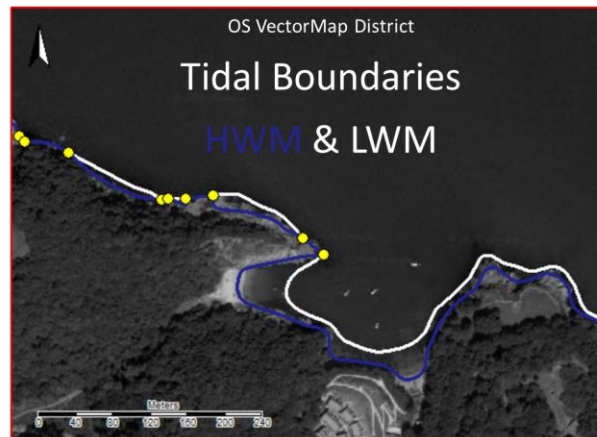 OS VectorMap District
Tidal Boundaries
HWM & LWM
Meters
0 40 80 120 160 200 240